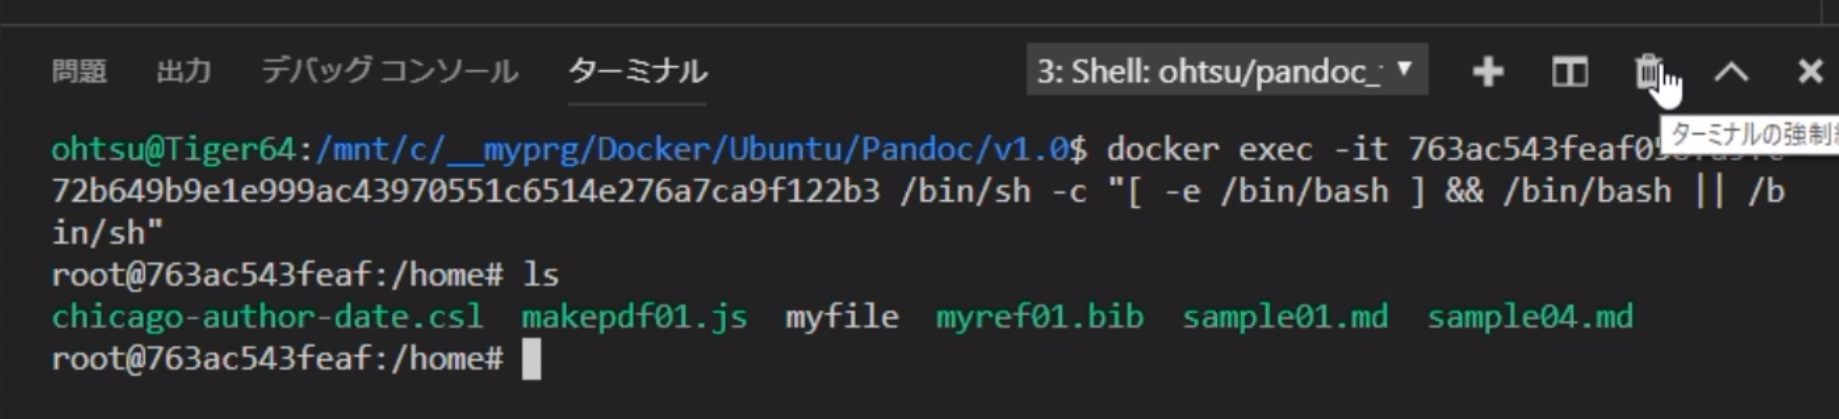 問題 出力 デバッグ コンソール ターミナル 3: Shell: ohtsu/pandoc_
ターミナルの強制
ohtsu@Tiger64:/mnt/c/__myprg/Docker/Ubuntu/Pandoc/v1.0$ docker exec -it
72b649b9e1e999ac43970551c6514e276a7ca9f122b3 /bin/sh -c "[ -e /bin/bash ] && /bin/bash || /b
in/sh"
root@763ac543feaf:/home# ls
chicago-author-date.csl makepdf01.js myfile myref01.bib sample01.md sample04.md
root@763ac543feaf:/home#